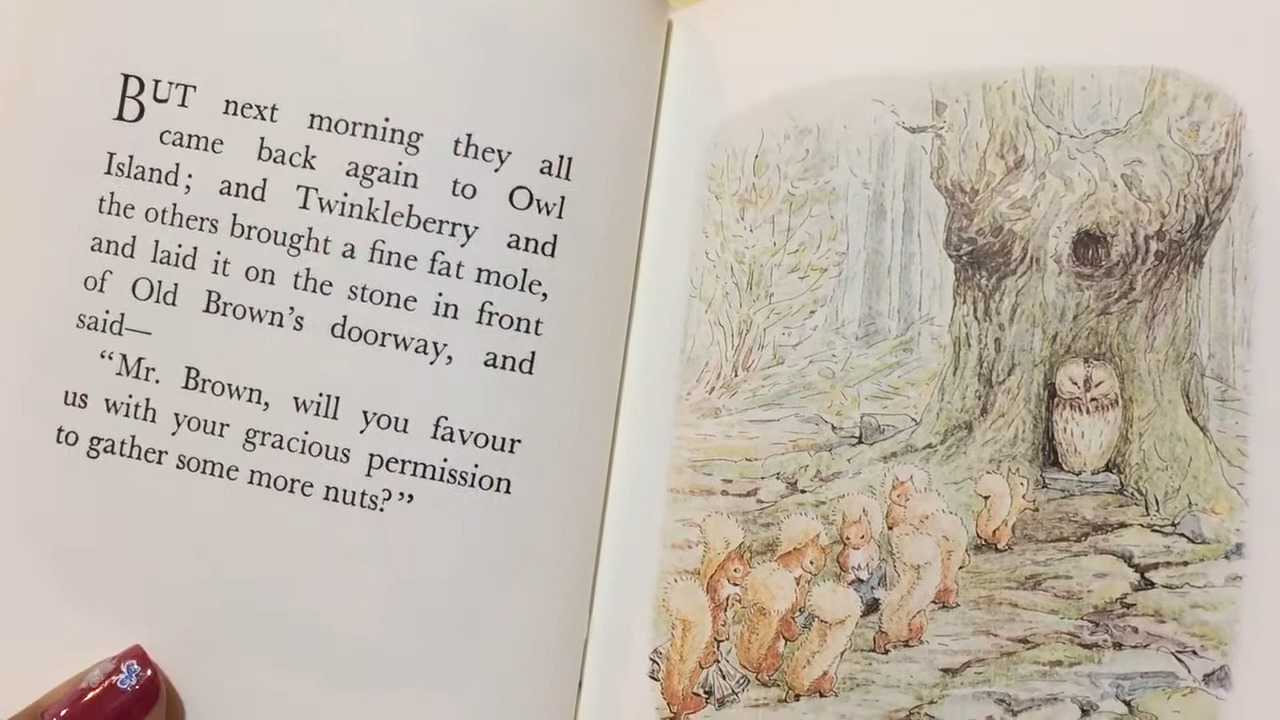 BUT next morning they all
came back again to Owl
Island; and Twinkleberry and
the others brought a fine fat mole,
and laid it on the stone in front
of Old Brown's doorway, and
said—
“Mr. Brown, will you favour
us with your gracious permission
to gather some more nuts?”